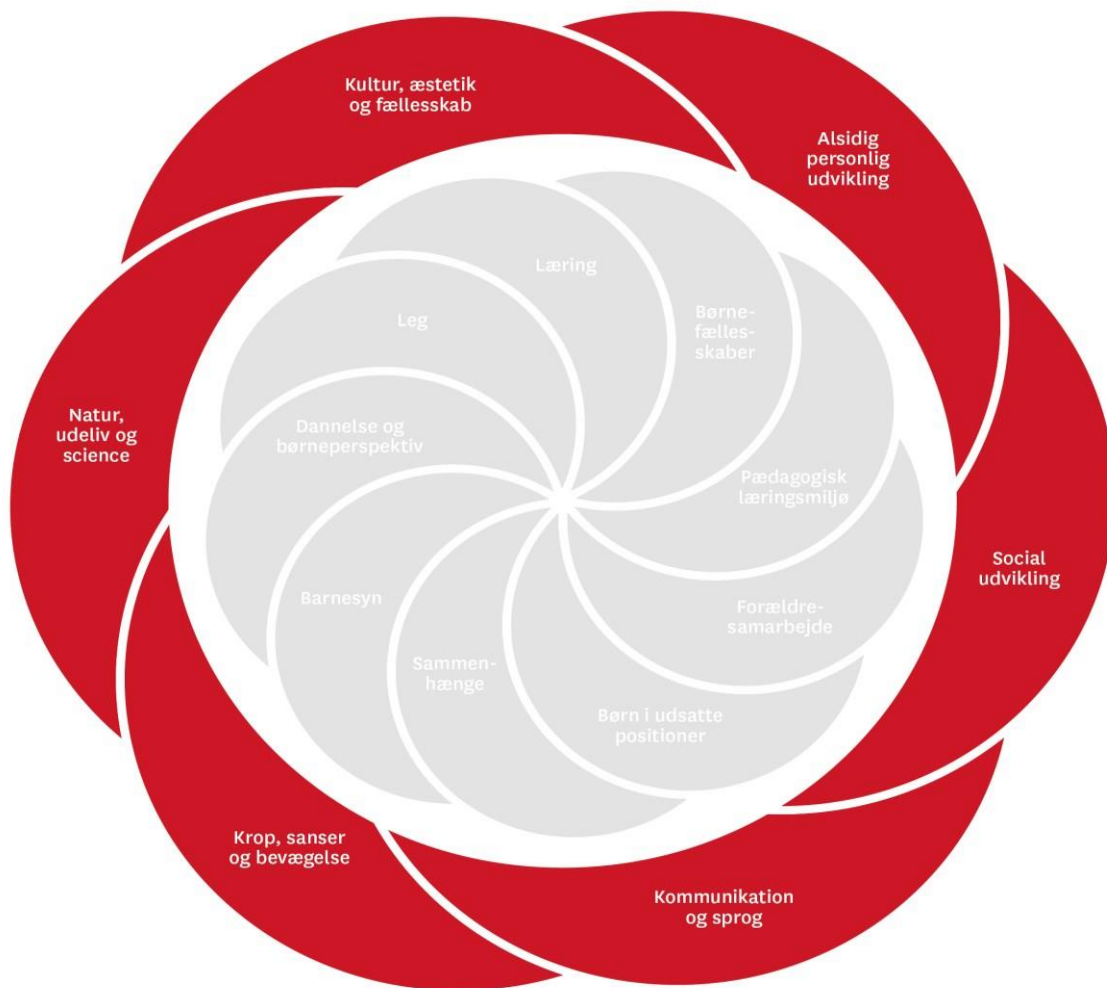 Kultur, æstetik
og fællesskab
Alsidig
personlig
udvikling
Social
udvikling
Kommunikation
og sprog
Krop, sanser
og bevægelse
Natur,
udeliv og
science
Læring
Børne-
fælles-
skaber
Pædagogisk
læringsmiljø
Forældre-
samarbejde
Børn i udsatte
positioner
Sammen-
hænge
Barnesyn
Dannelse og
børneperspektiv
Leg